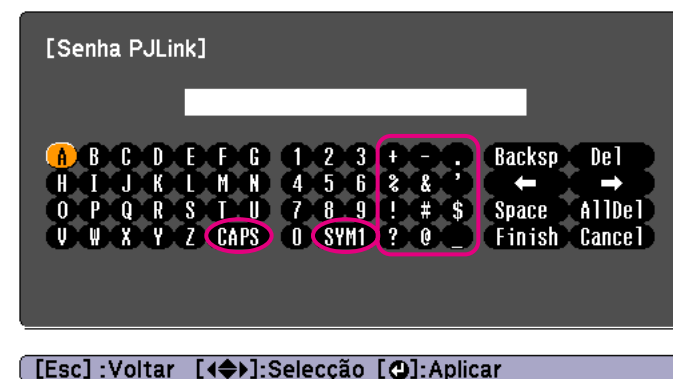 [Senha PJLink]
A B C D E F G 1 2 3 + - . Backsp Del
H I J K L M N 4 5 6 % & ' ← →
O P Q R S T U 7 8 9 ! # $ Space AllDel
V W X Y Z CAPS 0 SYM1 ? @ _ Finish Cancel
[Esc] :Voltar [◀◆▶]:Selecção [↵]:Aplicar